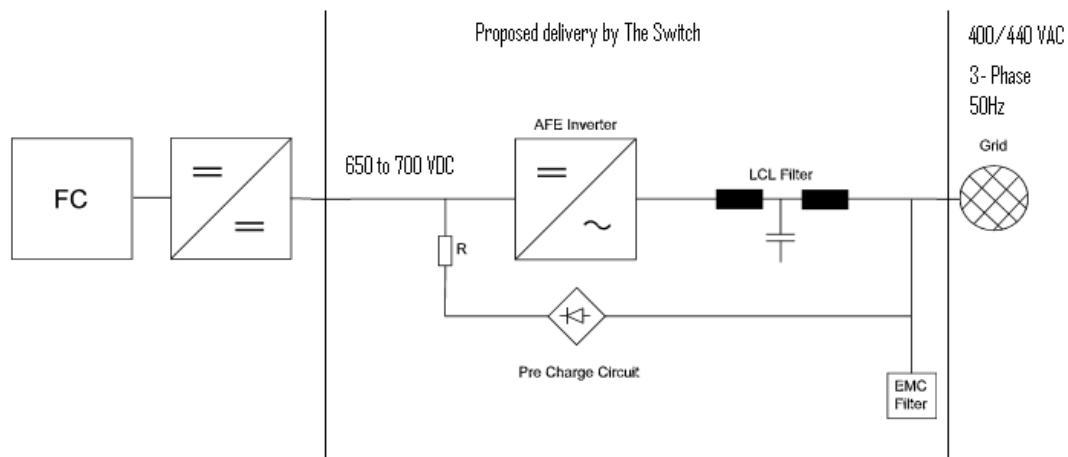 Proposed delivery by The Switch
400/440 VAC
3- Phase
50Hz
Grid
AFE Inverter
650 to 700 VDC
LCL Filter
FC
R
Pre Charge Circuit
EMC
Filter